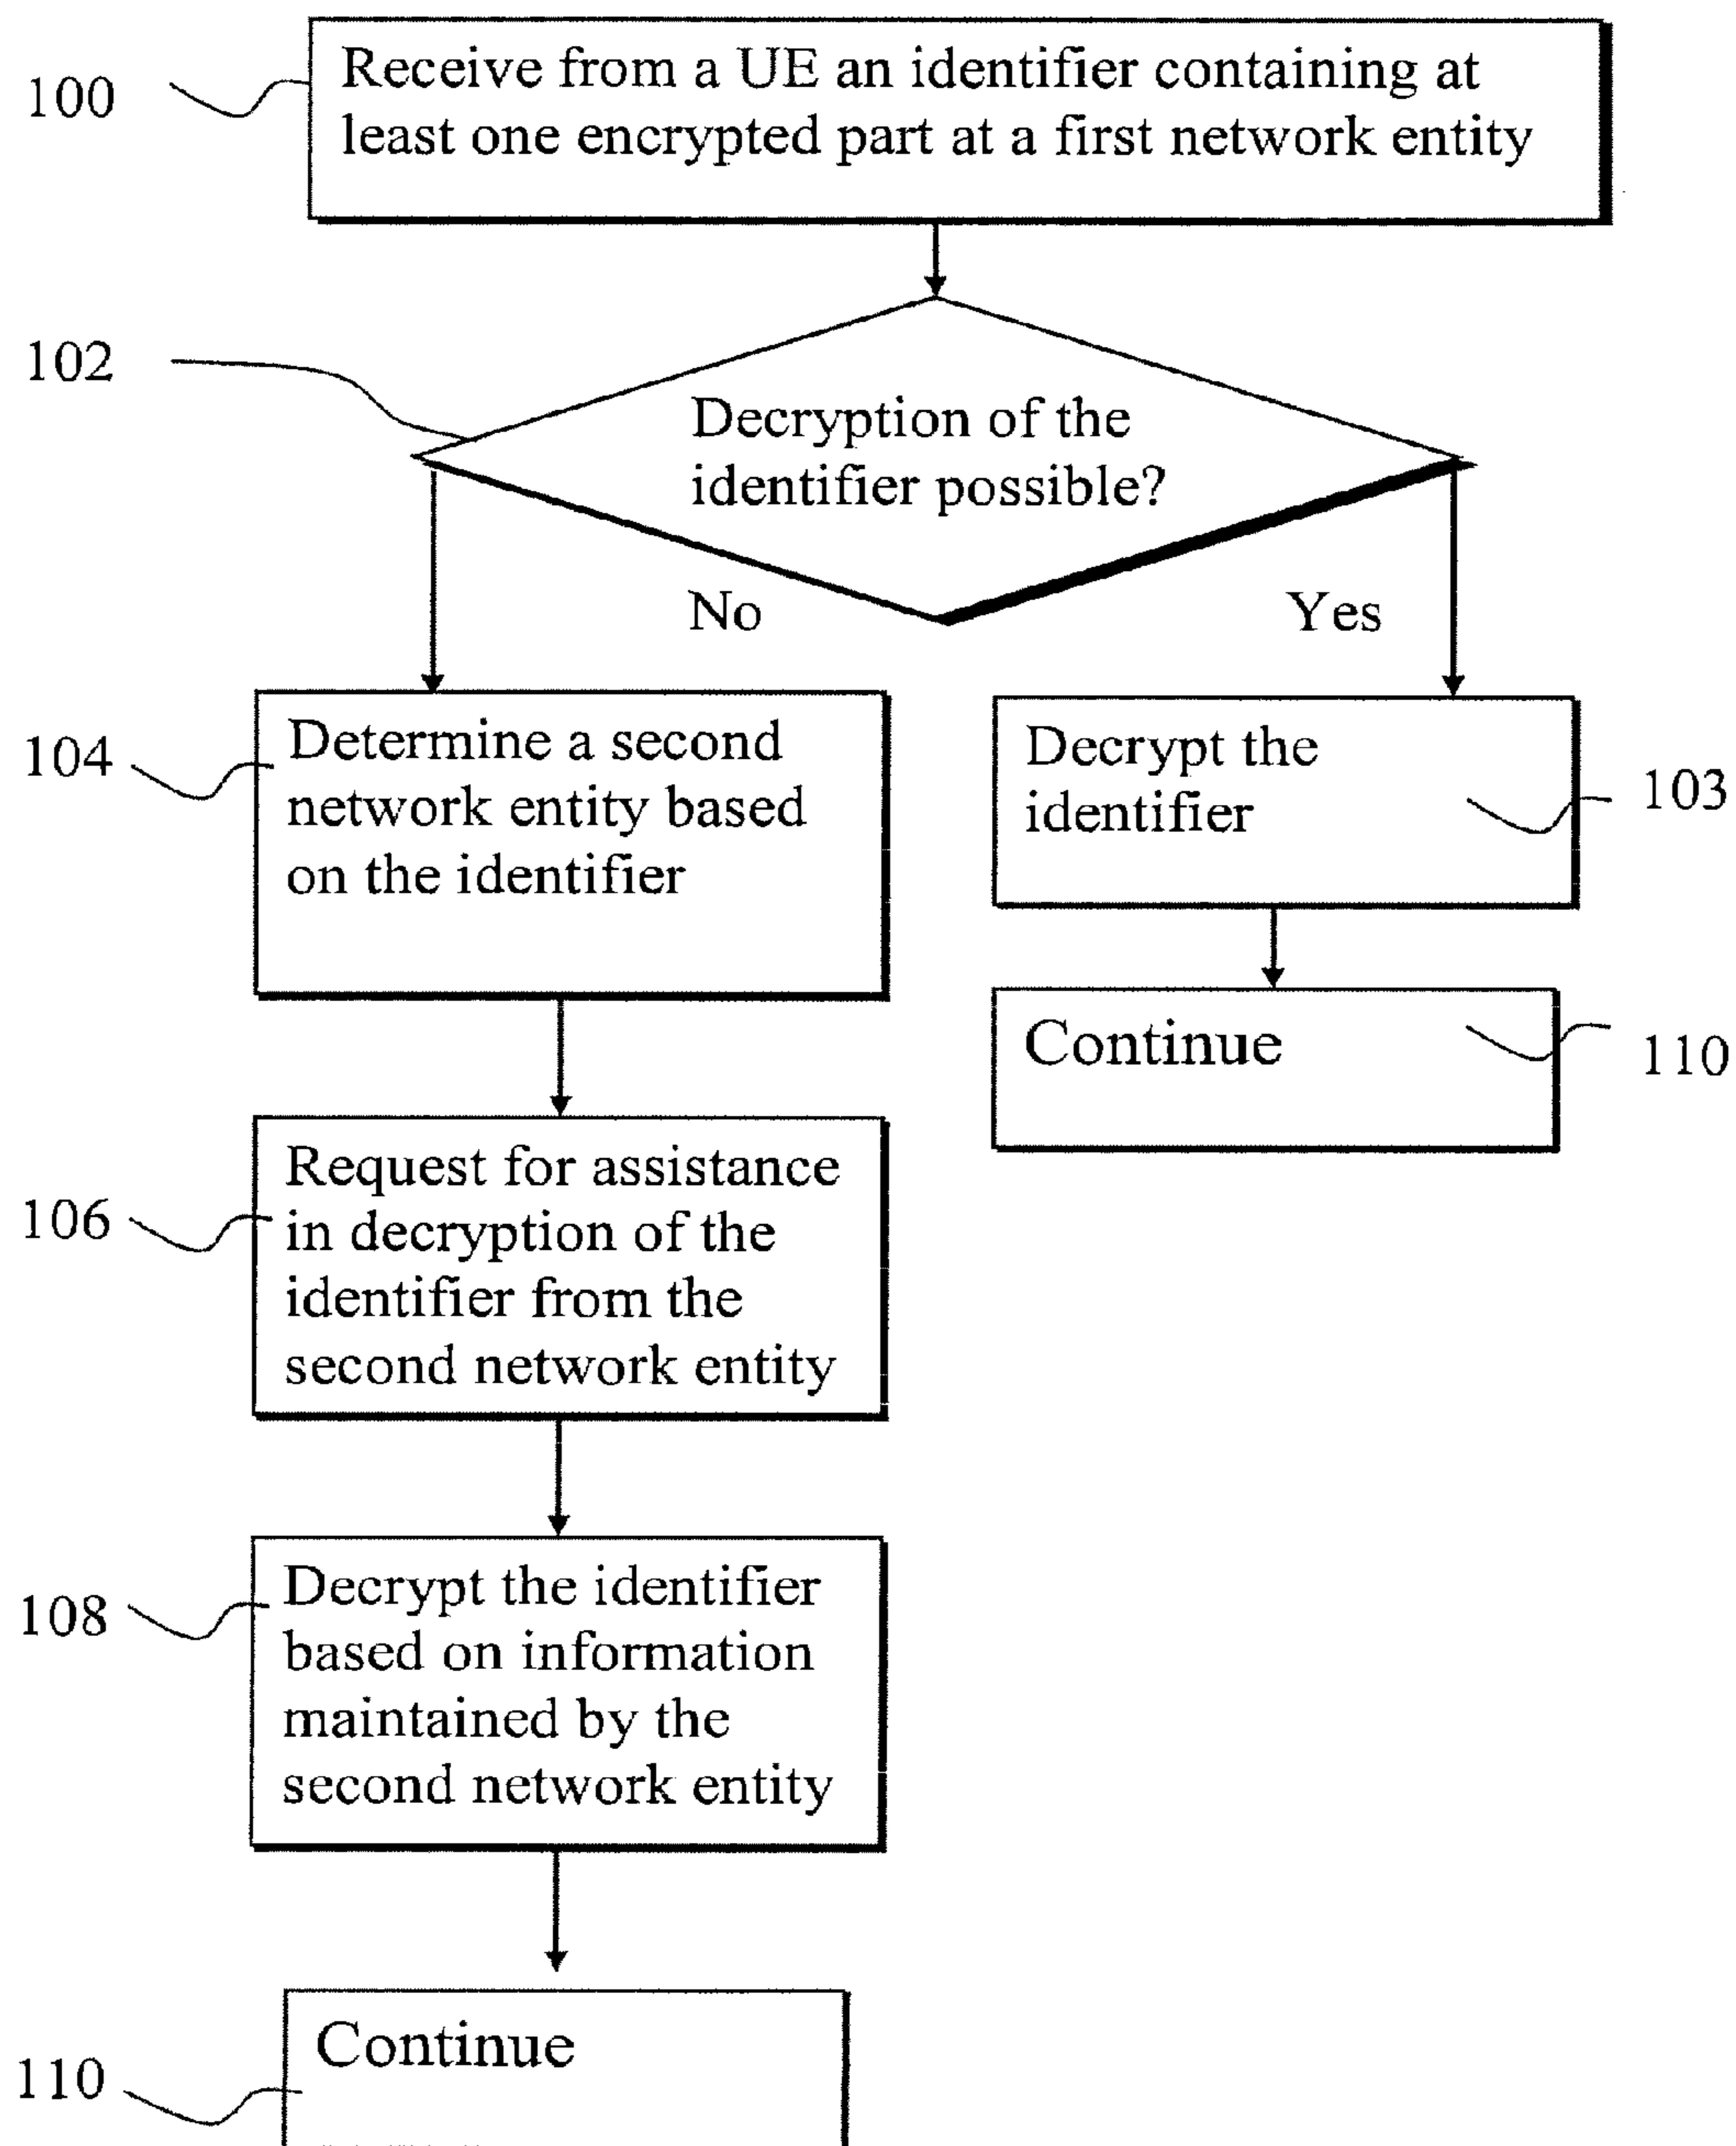 100
Receive from a UE an identifier containing at
least one encrypted part at a first network entity
102
Decryption of the
identifier possible?
No
Yes
104
Determine a second
network entity based
on the identifier
Decrypt the
identifier
103
Continue
110
106
Request for assistance
in decryption of the
identifier from the
second network entity
108
Decrypt the identifier
based on information
maintained by the
second network entity
Continue
110